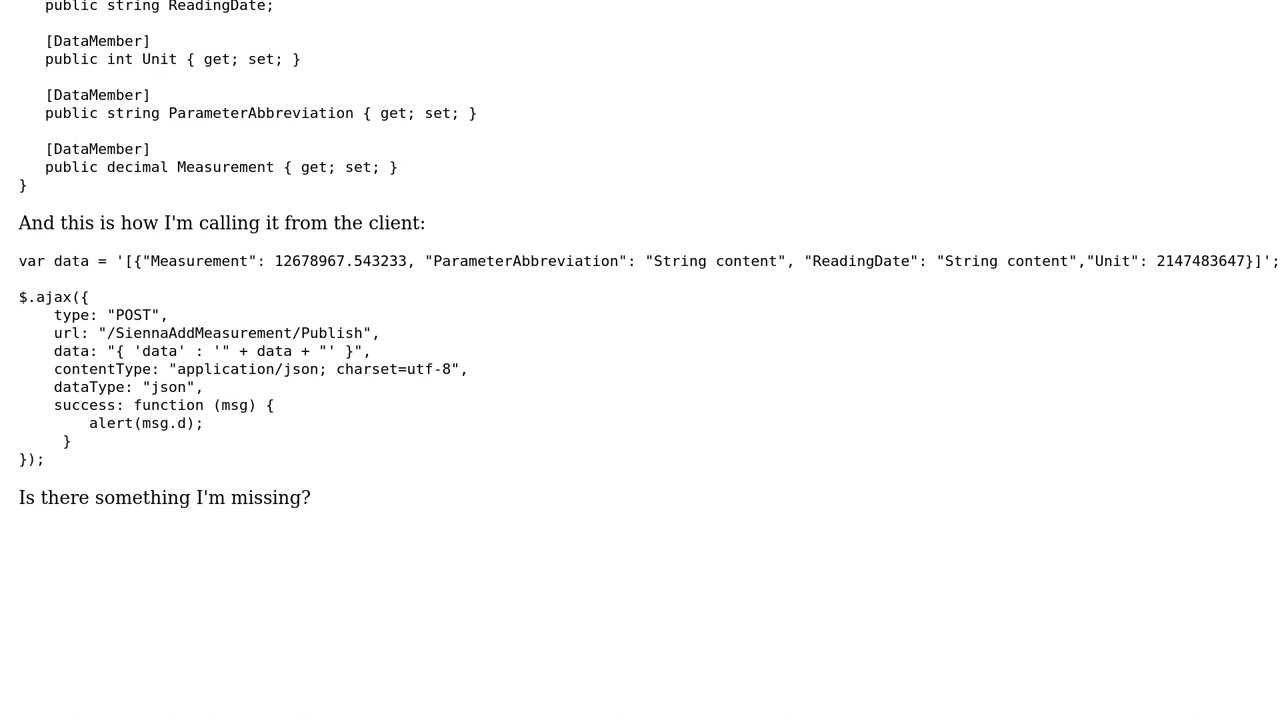 public string ReadingDate;
[DataMember]
public int Unit { get; set; }
[DataMember]
public string ParameterAbbreviation { get; set; }
[DataMember]
public decimal Measurement { get; set; }
}
And this is how I'm calling it from the client:
var data = '[{"Measurement": 12678967.543233, "ParameterAbbreviation": "String content", "ReadingDate": "String content","Unit": 2147483647}]';
$.ajax({
type: "POST",
url: "/SiennaAddMeasurement/Publish",
data: "{ 'data' : '" + data + "' }",
contentType: "application/json; charset=utf-8",
dataType: "json",
success: function (msg) {
alert(msg.d);
}
});
Is there something I'm missing?